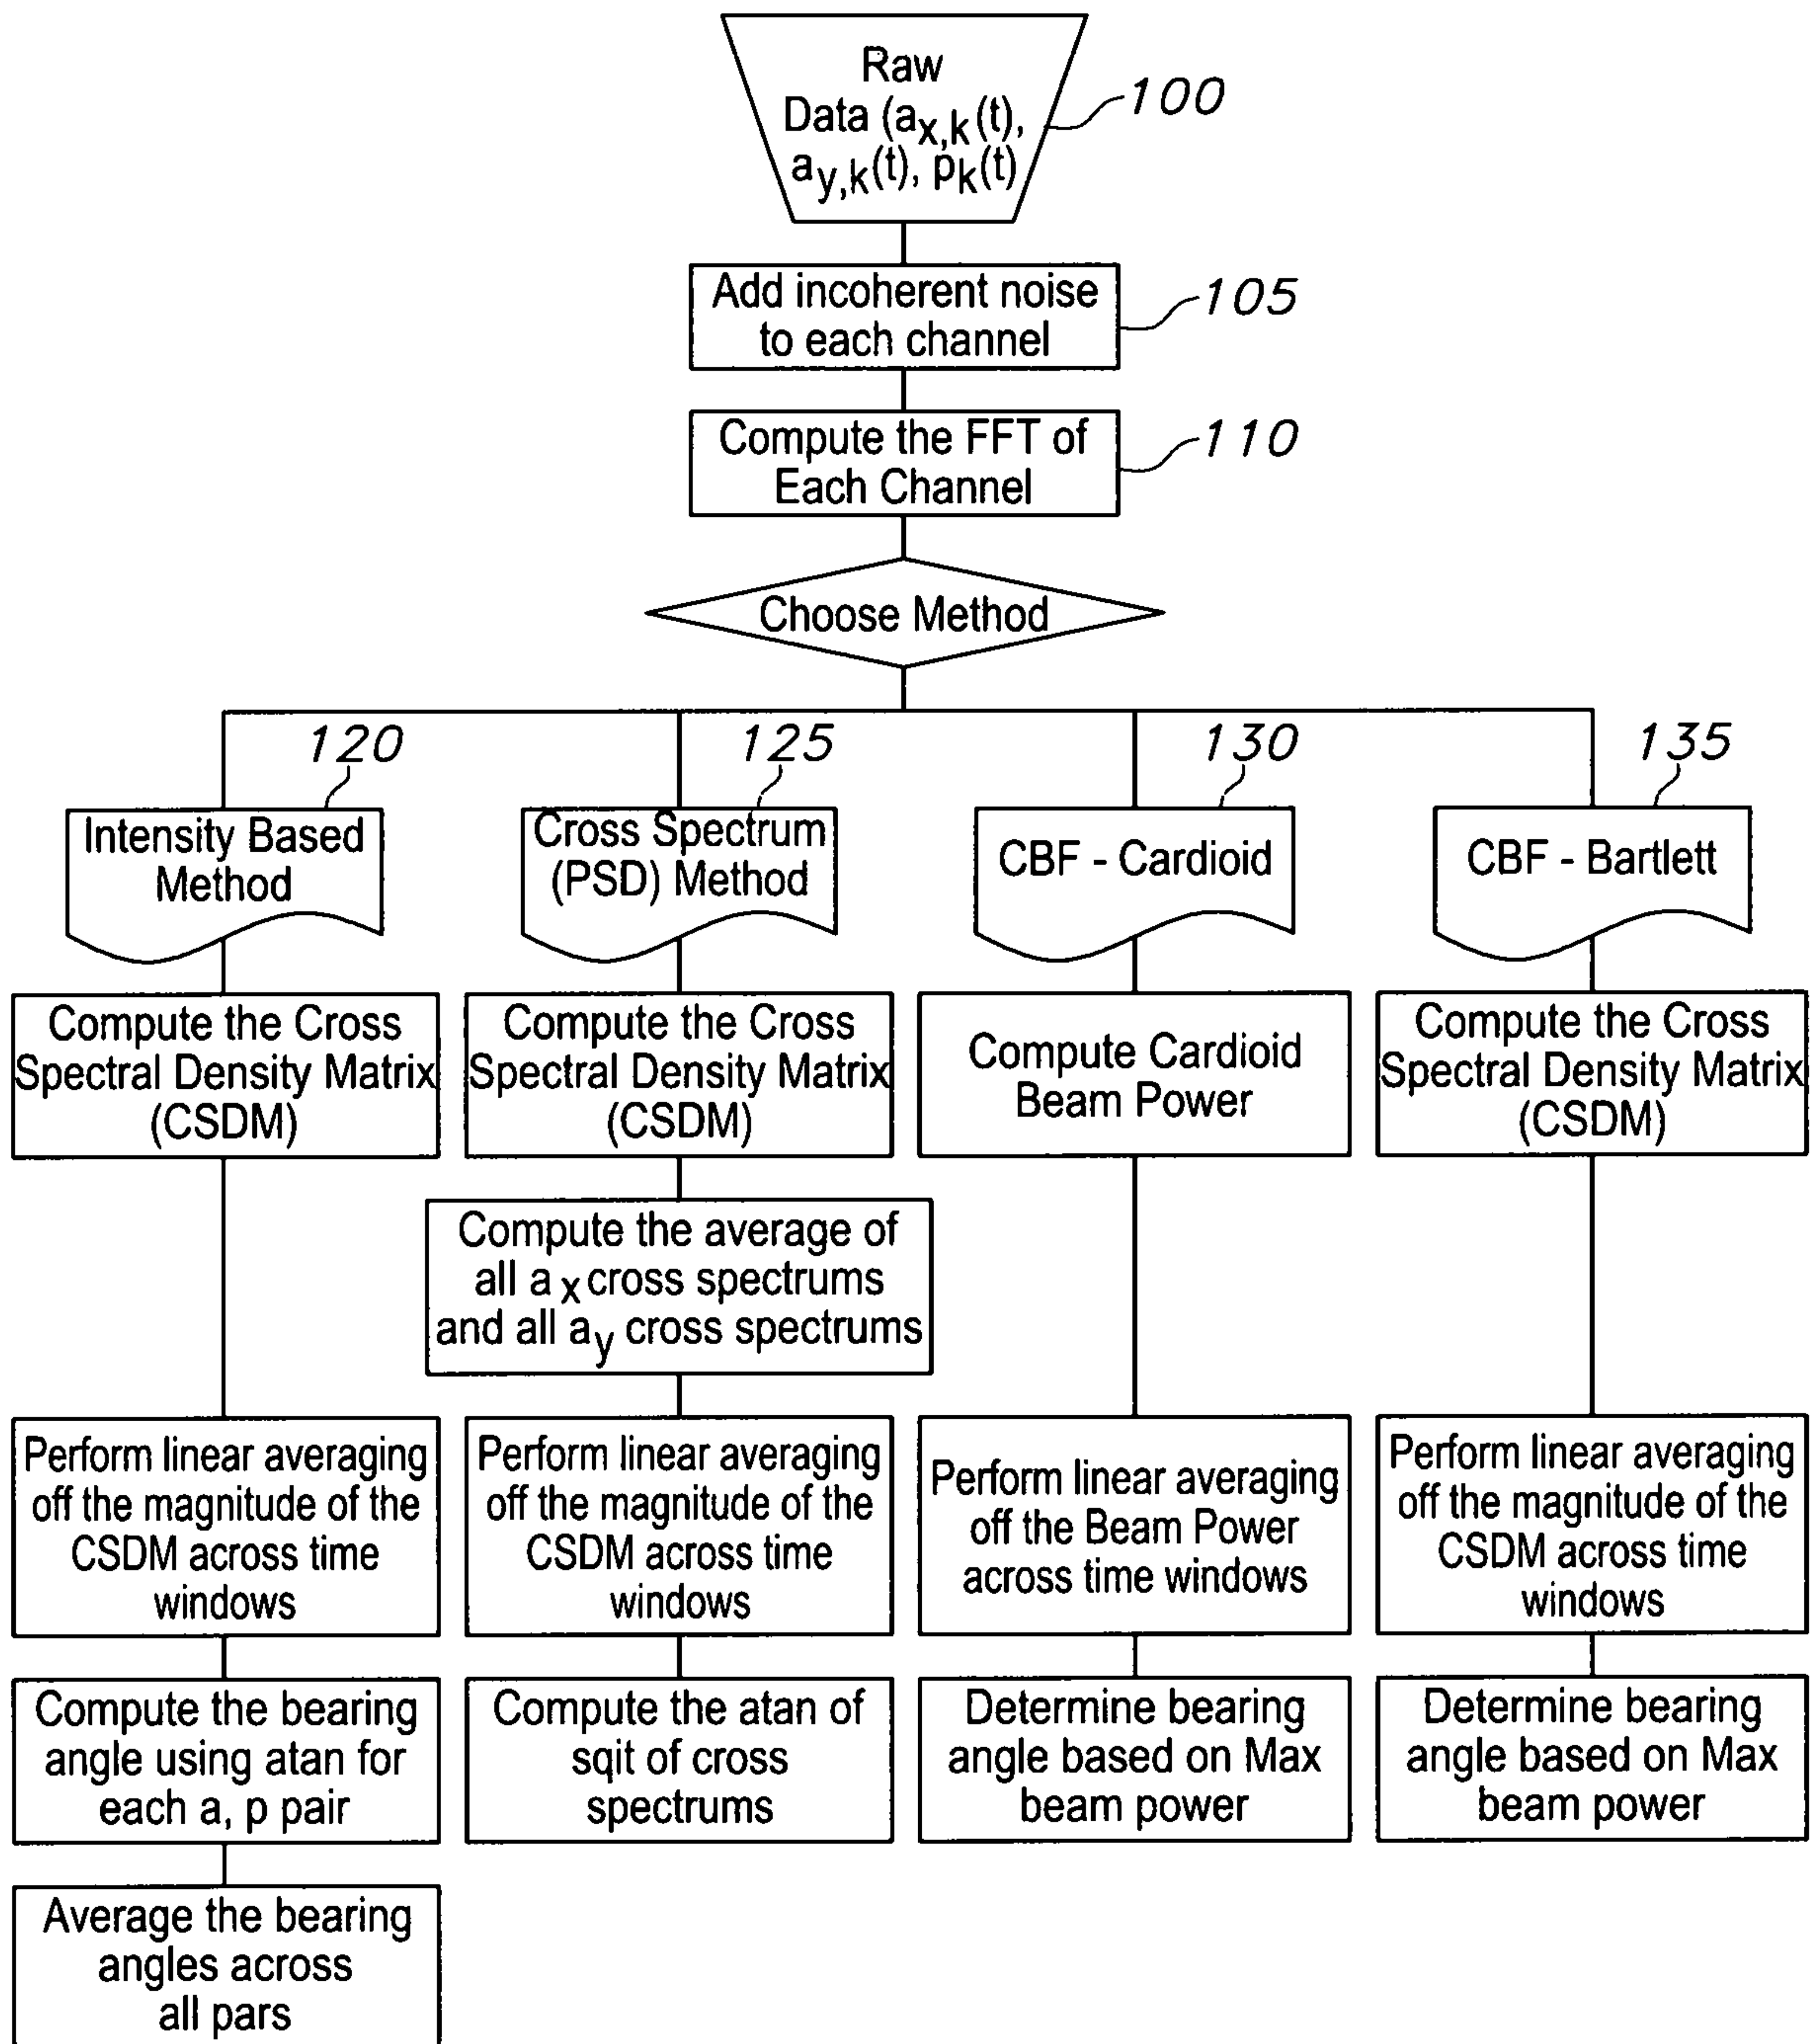 Raw
Data (ax,k(t),
ay,k(t), pk(t)
100
Add incoherent noise
to each channel
105
Compute the FFT of
Each Channel
110
Choose Method
120
Intensity Based
Method
Compute the Cross
Spectral Density Matrix
(CSDM)
Perform linear averaging
off the magnitude of the
CSDM across time
windows
Compute the bearing
angle using atan for
each a, p pair
Average the bearing
angles across
all pars
125
Cross Spectrum
(PSD) Method
Compute the Cross
Spectral Density Matrix
(CSDM)
Compute the average of
all ax cross spectrums
and all ay cross spectrums
Perform linear averaging
off the magnitude of the
CSDM across time
windows
Compute the atan of
sqit of cross
spectrums
130
CBF - Cardioid
Compute Cardioid
Beam Power
Perform linear averaging
off the Beam Power
across time windows
Determine bearing
angle based on Max
beam power
135
CBF - Bartlett
Compute the Cross
Spectral Density Matrix
(CSDM)
Perform linear averaging
off the magnitude of the
CSDM across time
windows
Determine bearing
angle based on Max
beam power